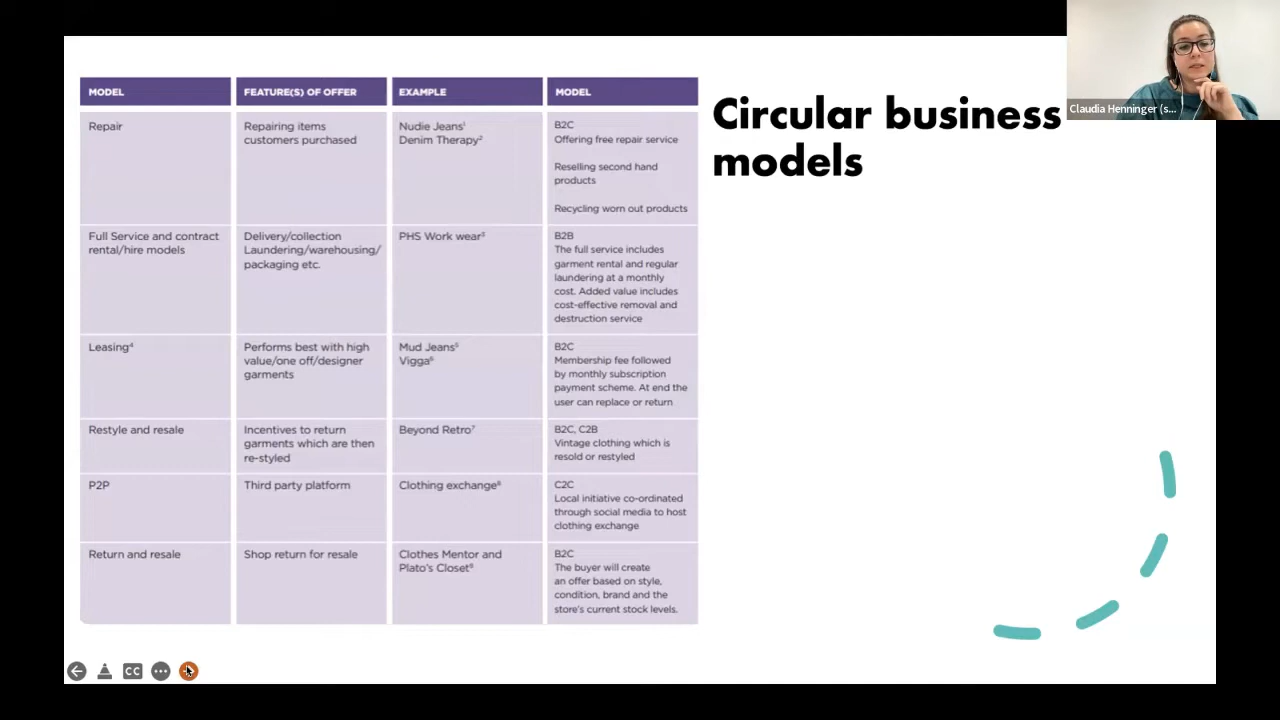 MODEL
FEATURE(S) OF OFFER
EXAMPLE
MODEL
Repair
Repairing items
customers purchased
Nudie Jeans¹
Denim Therapy²
B2C
Offering free repair service
Reselling second hand
products
Recycling worn out products
Full Service and contract
rental/hire models
Delivery/collection
Laundering/warehousing/
packaging etc.
PHS Work wear³
B2B
The full service includes
garment rental and regular
laundering at a monthly
cost. Added value includes
cost-effective removal and
destruction service
Leasing⁴
Performs best with high
value/one off/designer
garments
Mud Jeans⁵
Vigga⁶
B2C
Membership fee followed
by monthly subscription
payment scheme. At end the
user can replace or return
Restyle and resale
Incentives to return
garments which are then
re-styled
Beyond Retro⁷
B2C, C2B
Vintage clothing which is
resold or restyled
P2P
Third party platform
Clothing exchange⁸
C2C
Local initiative co-ordinated
through social media to host
clothing exchange
Return and resale
Shop return for resale
Clothes Mentor and
Plato's Closet⁹
B2C
The buyer will create
an offer based on style,
condition, brand and the
store's current stock levels.
Circular business
models
Claudia Henninger (s...
CC